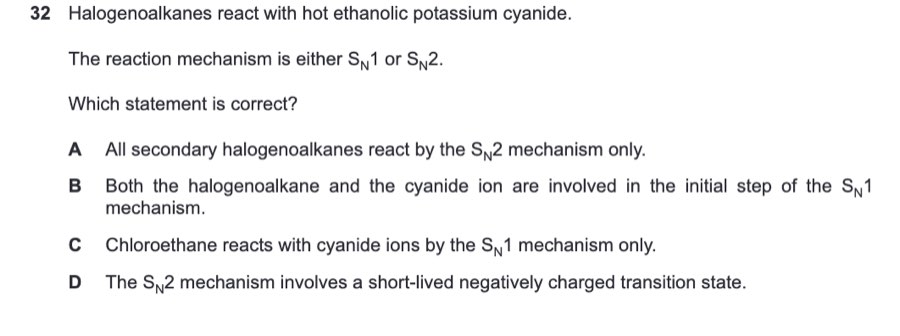 32 Halogenoalkanes react with hot ethanolic potassium cyanide.
The reaction mechanism is either SN1 or SN2.
Which statement is correct?
A All secondary halogenoalkanes react by the SN2 mechanism only.
B Both the halogenoalkane and the cyanide ion are involved in the initial step of the SN1
mechanism.
C Chloroethane reacts with cyanide ions by the SN1 mechanism only.
D The SN2 mechanism involves a short-lived negatively charged transition state.